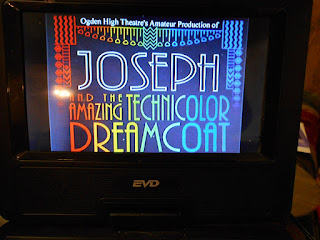 Ogden High Theatre's Amateur Production of
JOSEPH
AND THE
AMAZING TECHNICOLOR
DREAMCOAT
EVD